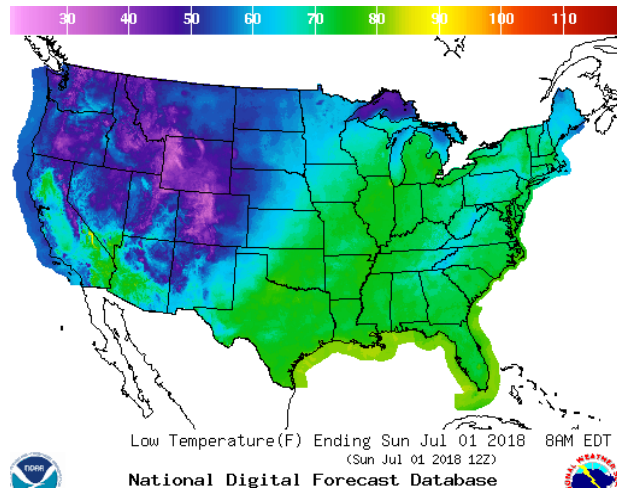 30 40 50 60 70 80 90 100 110
Low Temperature(F) Ending Sun Jul 01 2018 8AM EDT
(Sun Jul 01 2018 12Z)
National Digital Forecast Database
NOAA